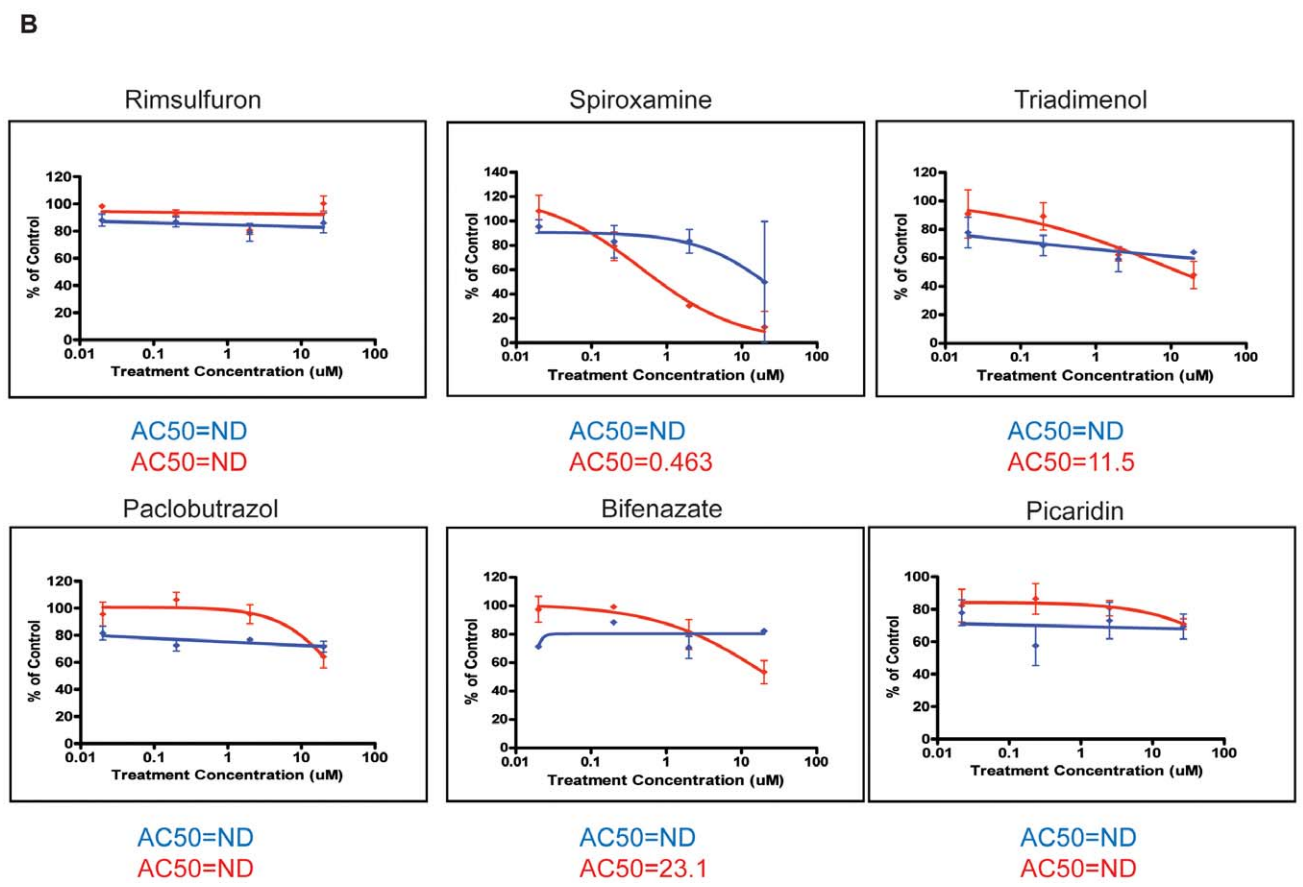 B
Rimsulfuron
120
100
80
60
40
20
0
% of Control
0.01 0.1 1 10 100
Treatment Concentration (uM)
AC50=ND
AC50=ND
Spiroxamine
140
120
100
80
60
40
20
0
% of Control
0.01 0.1 1 10 100
Treatment Concentration (uM)
AC50=ND
AC50=0.463
Triadimenol
120
100
80
60
40
20
0
% of Control
0.01 0.1 1 10 100
Treatment Concentration (uM)
AC50=ND
AC50=11.5
Paclobutrazol
120
100
80
60
40
20
0
% of Control
0.01 0.1 1 10 100
Treatment Concentration (uM)
AC50=ND
AC50=ND
Bifenazate
120
100
80
60
40
20
0
% of Control
0.01 0.1 1 10 100
Treatment Concentration (uM)
AC50=ND
AC50=23.1
Picaridin
100
80
60
40
20
0
% of Control
0.01 0.1 1 10 100
Treatment Concentration (uM)
AC50=ND
AC50=ND